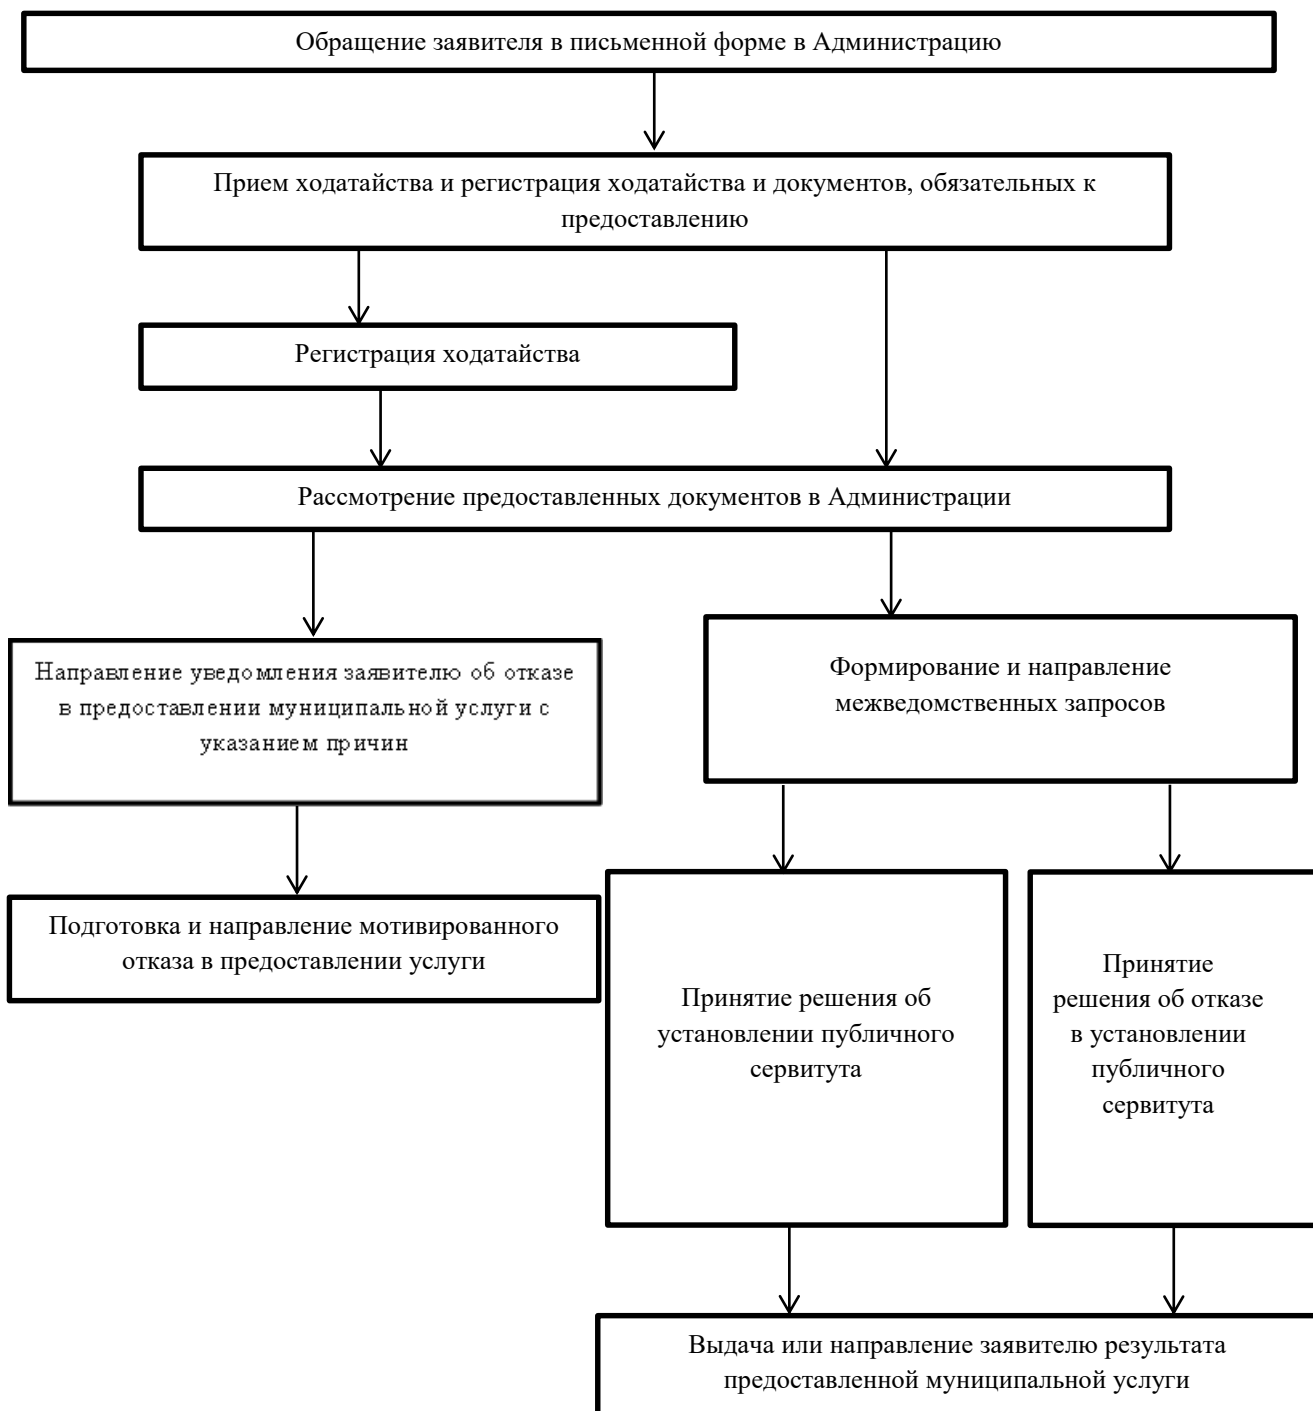 Обращение заявителя в письменной форме в Администрацию
Прием ходатайства и регистрация ходатайства и документов, обязательных к
предоставлению
Регистрация ходатайства
Рассмотрение предоставленных документов в Администрации
Направление уведомления заявителю об отказе
в предоставлении муниципальной услуги с
указанием причин
Формирование и направление
межведомственных запросов
Подготовка и направление мотивированного
отказа в предоставлении услуги
Принятие решения об
установлении публичного
сервитута
Принятие
решения об отказе
в установлении
публичного
сервитута
Выдача или направление заявителю результата
предоставленной муниципальной услуги